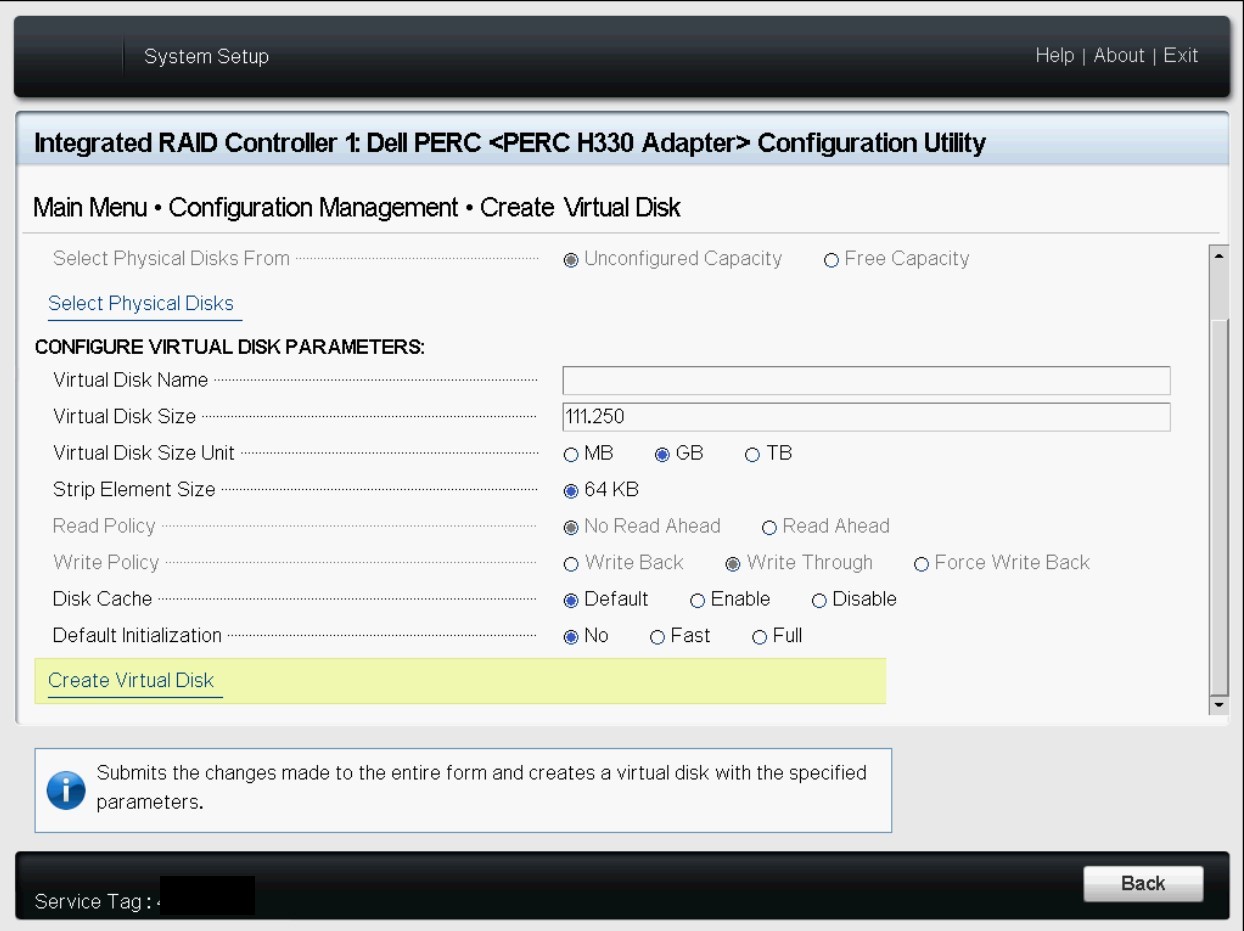 System Setup
Help | About | Exit
Integrated RAID Controller 1: Dell PERC <PERC H330 Adapter> Configuration Utility
Main Menu • Configuration Management • Create Virtual Disk
Select Physical Disks From Unconfigured Capacity Free Capacity
Select Physical Disks
CONFIGURE VIRTUAL DISK PARAMETERS:
Virtual Disk Name
Virtual Disk Size 111.250
Virtual Disk Size Unit MB GB TB
Strip Element Size 64 KB
Read Policy No Read Ahead Read Ahead
Write Policy Write Back Write Through Force Write Back
Disk Cache Default Enable Disable
Default Initialization No Fast Full
Create Virtual Disk
Submits the changes made to the entire form and creates a virtual disk with the specified
parameters.
Back
Service Tag :